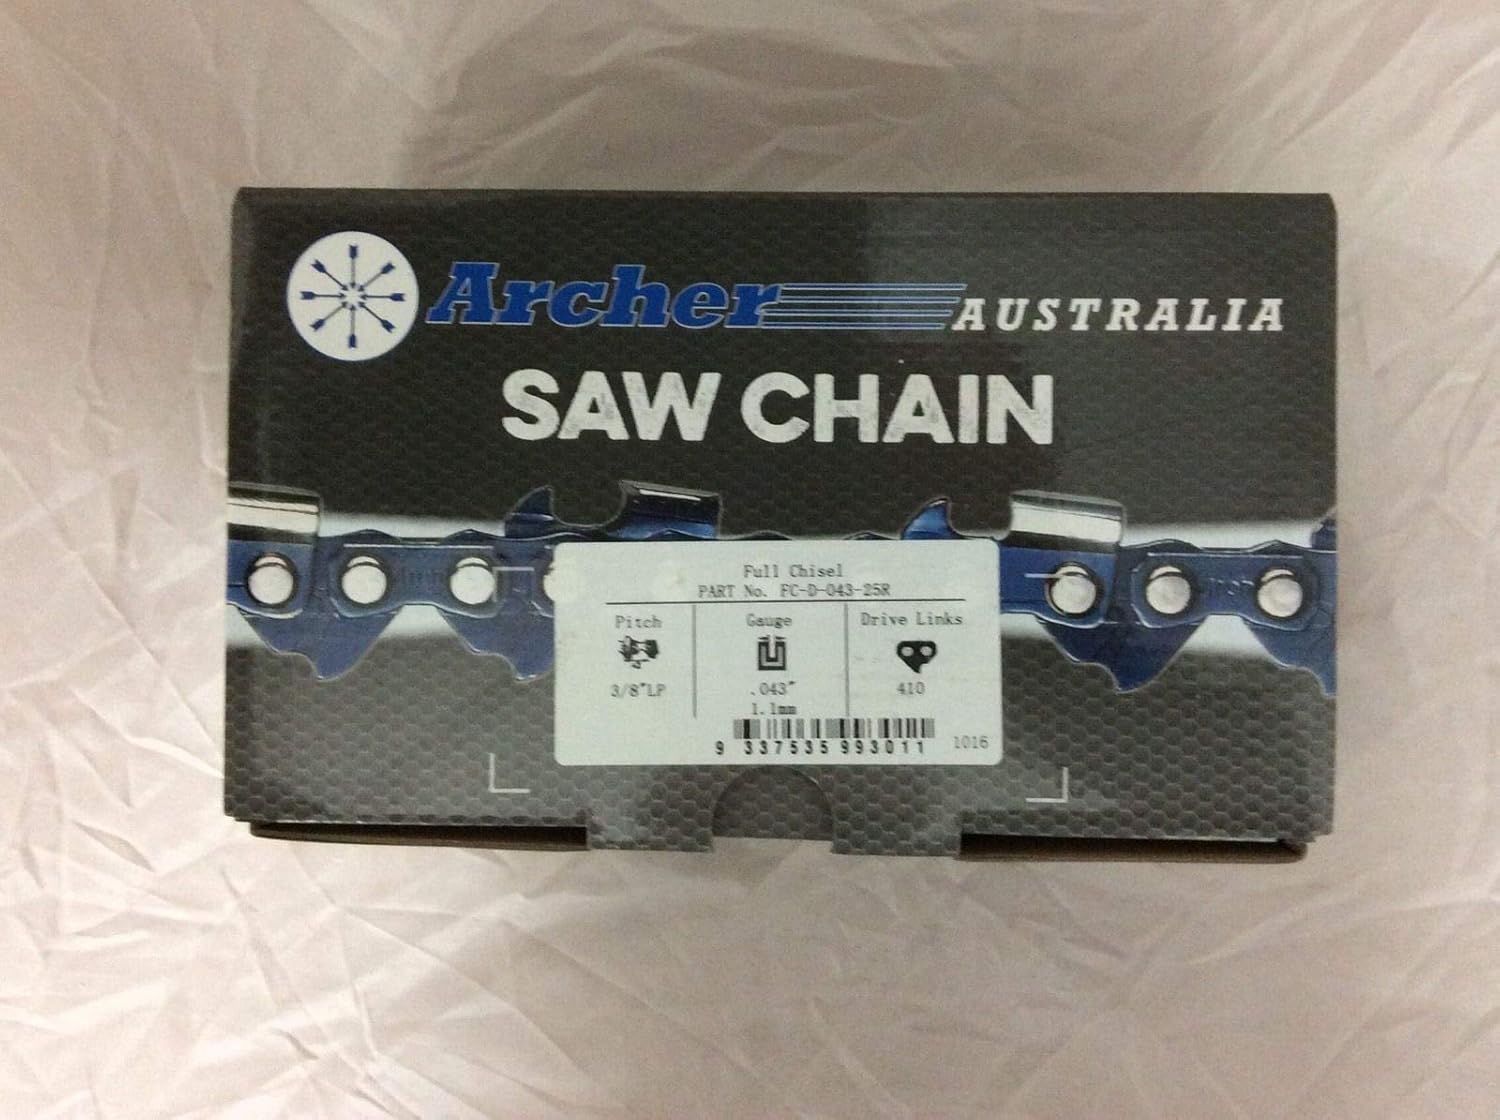 Archer AUSTRALIA
SAW CHAIN
Full Chisel
PART No. FC-D-043-25R
Pitch Gauge Drive Links
3/8"LP .043" 410
1.1mm
9 337535 993011 1016